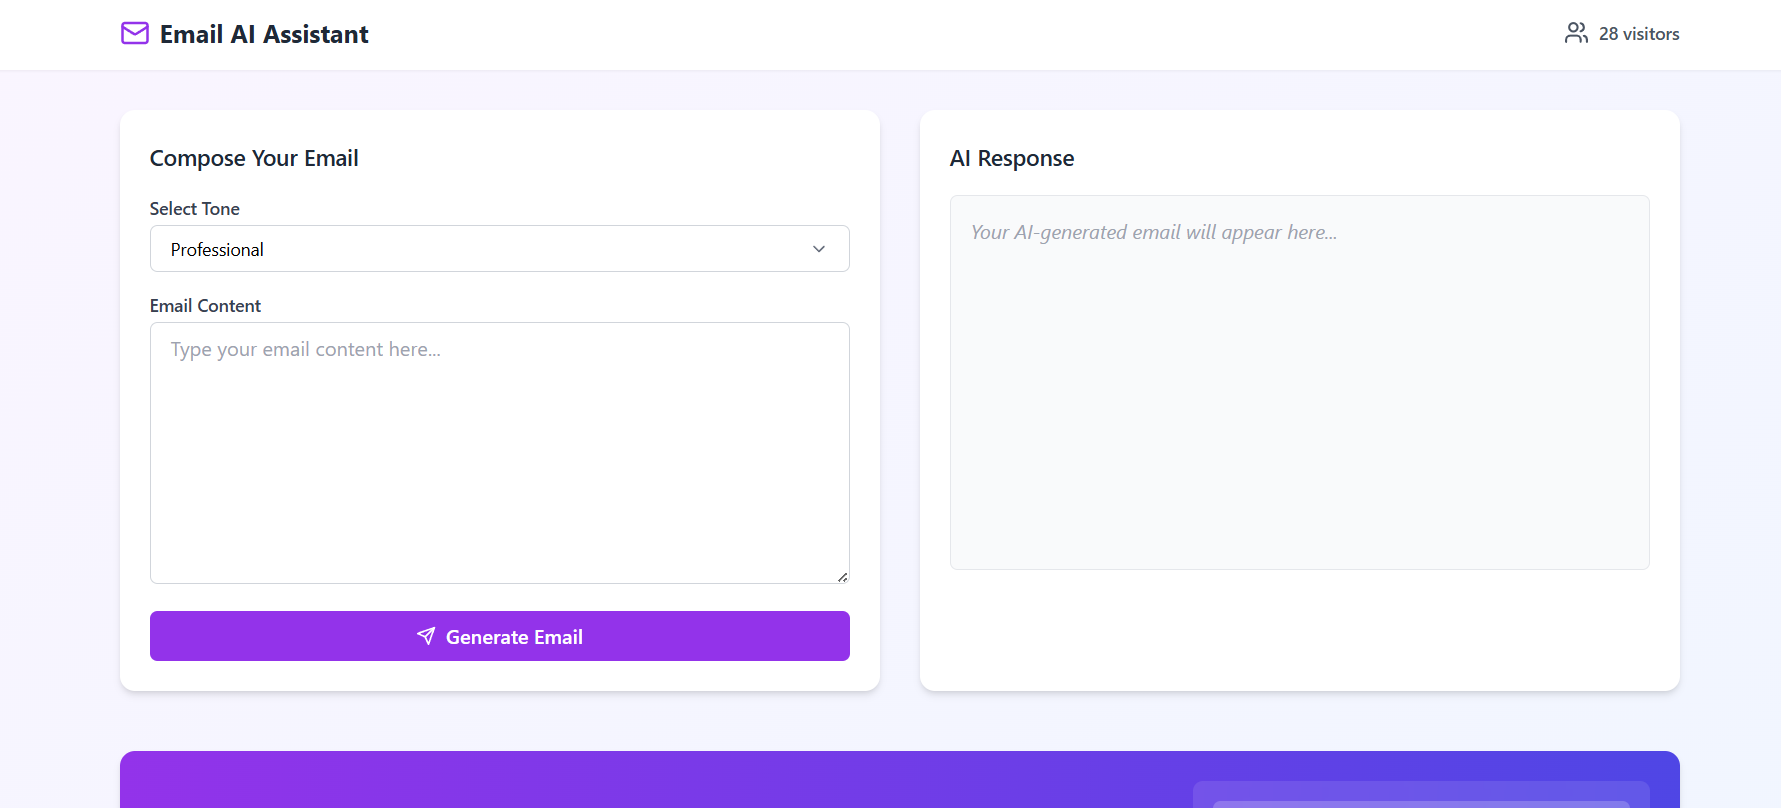 Email AI Assistant
28 visitors
Compose Your Email
Select Tone
Professional
Email Content
Type your email content here...
Generate Email
AI Response
Your AI-generated email will appear here...